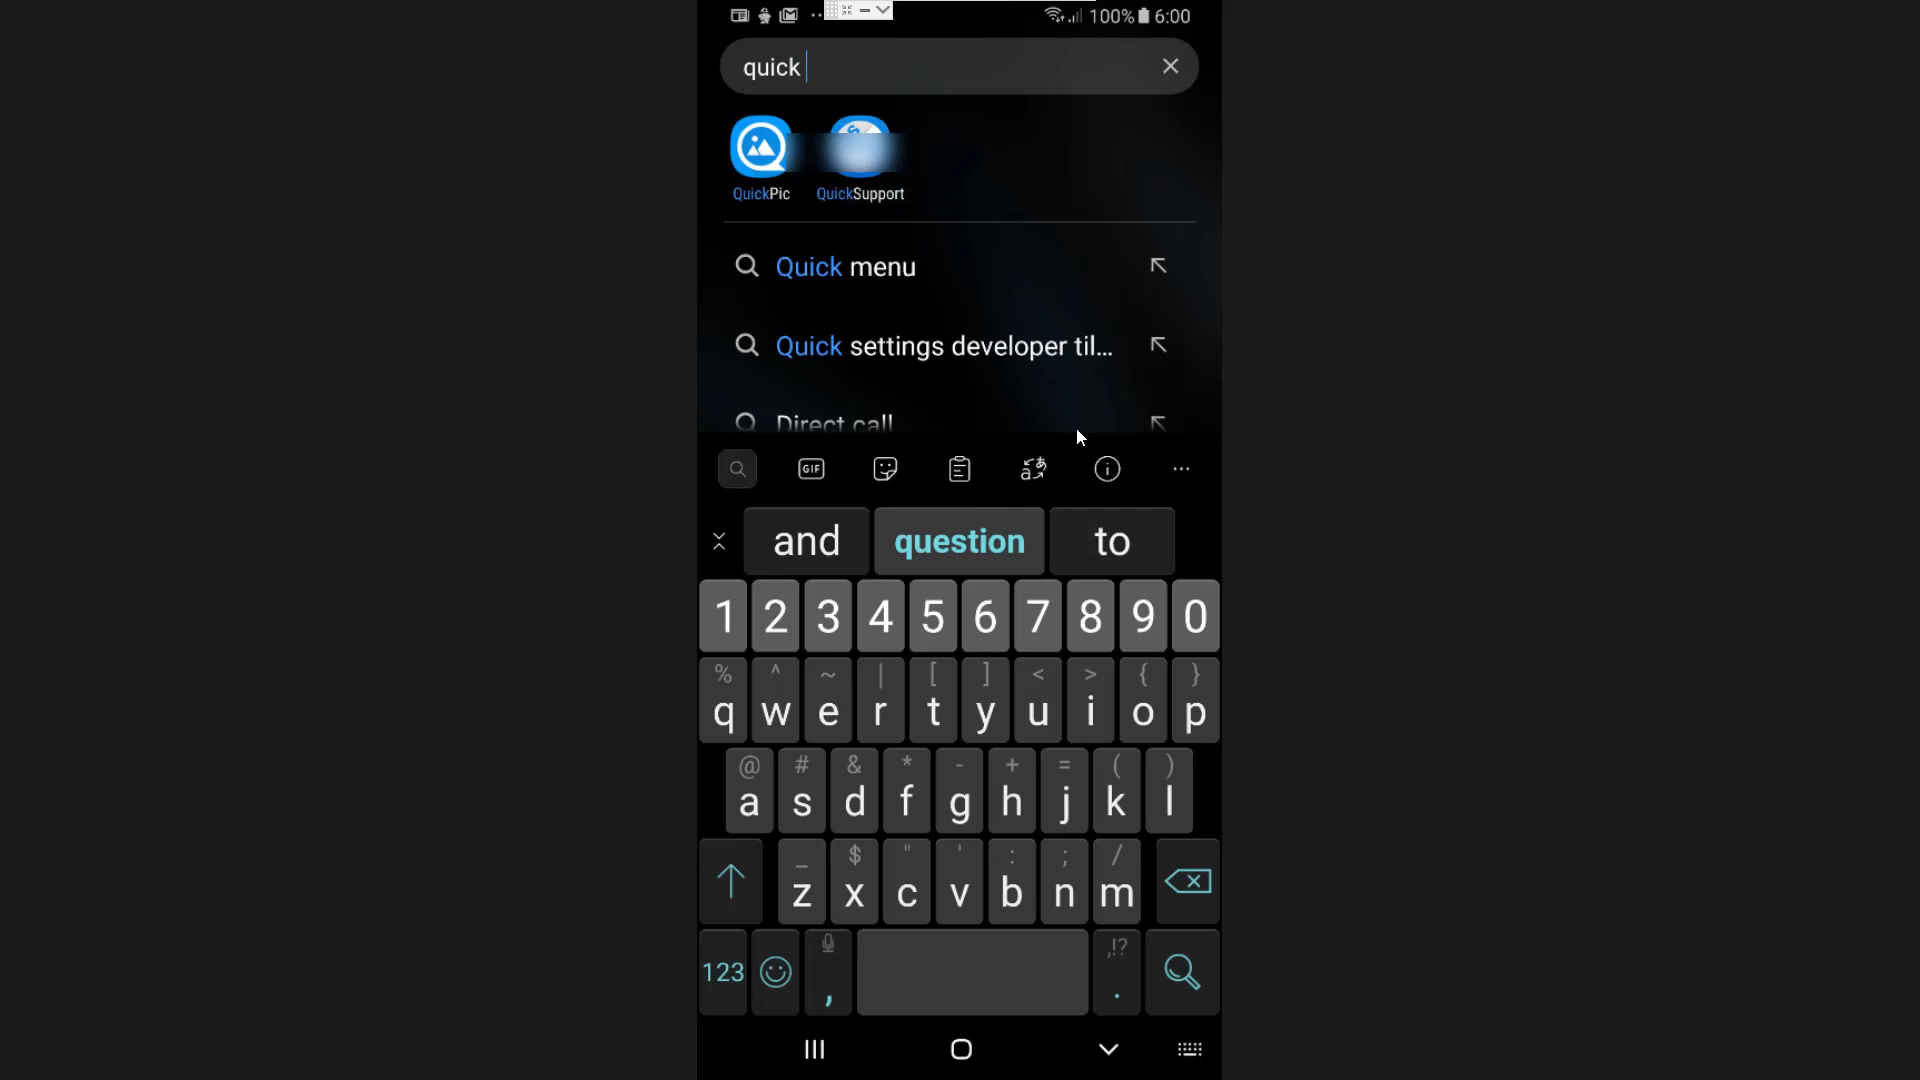 100% 6:00
quick
QuickPic QuickSupport
Quick menu
Quick settings developer til...
Direct call
GIF
and question to
1 2 3 4 5 6 7 8 9 0
% ^ ~ | [ ] < > { }
q w e r t y u i o p
@ # & * - + = ( )
a s d f g h j k l
_ $ " ' : ; /
z x c v b n m
,!?
123 , .